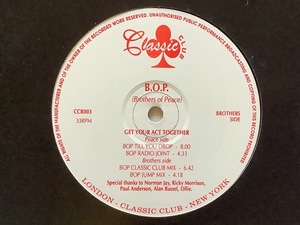 ALL RIGHTS OF THE MANUFACTURER AND OF THE OWNER OF THE RECORDED WORK RESERVED. UNAUTHORISED PUBLIC PERFORMANCE, BROADCASTING AND COPYING OF THIS RECORD PROHIBITED
Classic
CLUB
B.O.P.
(Brothers of Peace)
CCR003
33RPM
BROTHERS
SIDE
GET YOUR ACT TOGETHER
Peace side
BOP TILL YOU DROP - 8.00
BOP RADIO JOINT - 4.33
Brothers side
BOP CLASSIC CLUB MIX - 6.42
BOP JUMP MIX - 4.18
Special thanks to Norman Jay, Ricky Morrison,
Paul Anderson, Alan Russel, Ollie.
LONDON - CLASSIC CLUB - NEW YORK